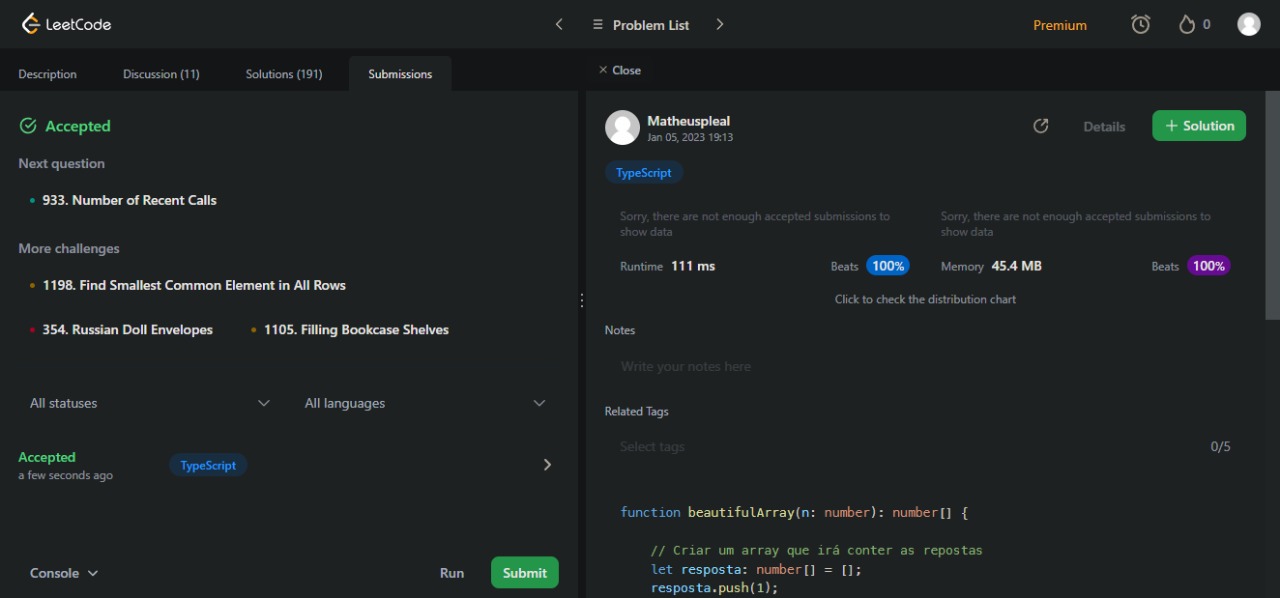 LeetCode
Problem List
Premium
0
Description
Discussion (11)
Solutions (191)
Submissions
Close
Accepted
Next question
933. Number of Recent Calls
More challenges
1198. Find Smallest Common Element in All Rows
354. Russian Doll Envelopes
1105. Filling Bookcase Shelves
All statuses
All languages
Accepted
a few seconds ago
TypeScript
Console
Run
Submit
Matheuspleal
Jan 05, 2023 19:13
Details
+ Solution
TypeScript
Sorry, there are not enough accepted submissions to
show data
Runtime 111 ms
Beats 100%
Sorry, there are not enough accepted submissions to
show data
Memory 45.4 MB
Beats 100%
Click to check the distribution chart
Notes
Write your notes here
Related Tags
Select tags
0/5
function beautifulArray(n: number): number[] {
// Criar um array que irá conter as repostas
let resposta: number[] = [];
resposta.push(1);